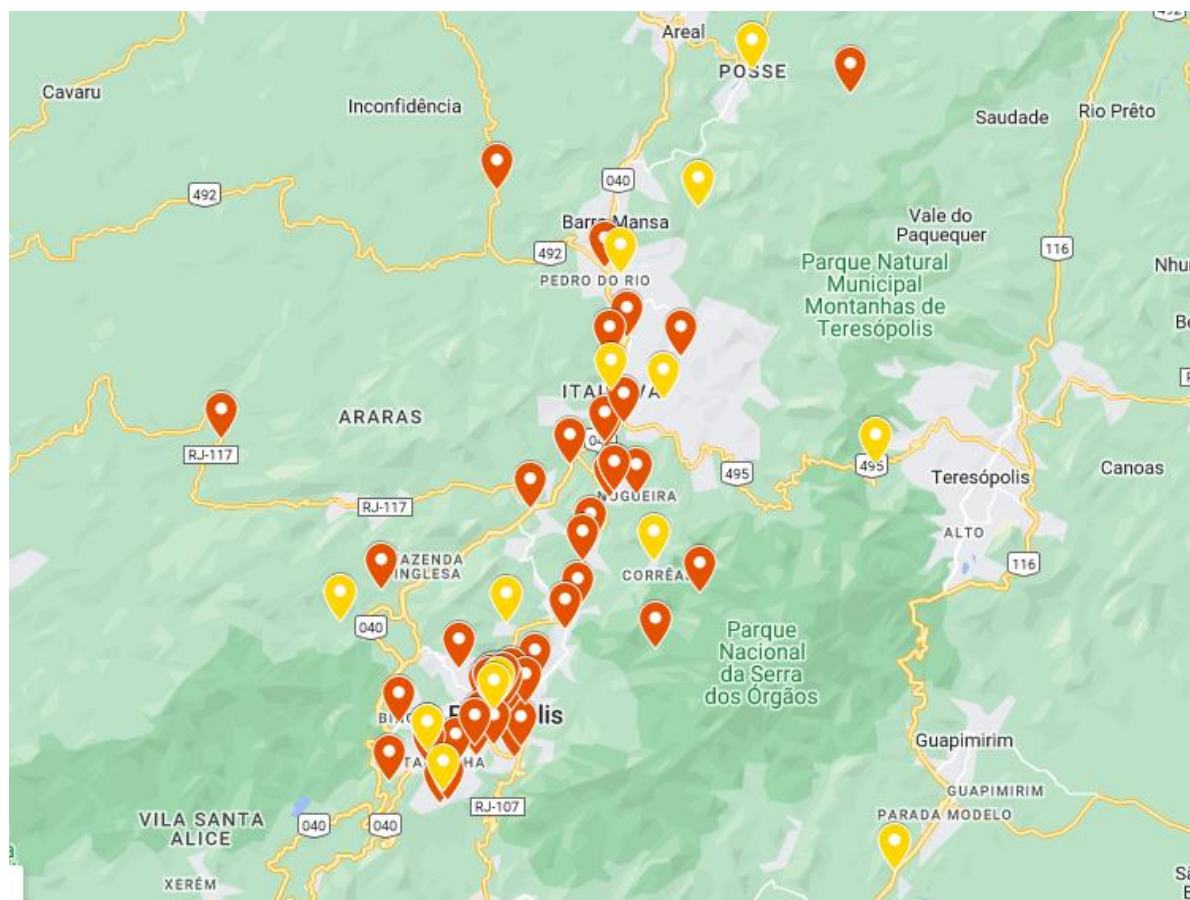 492
Areal
POSSE
Cavaru
Inconfidência
Saudade
Rio Prêto
040
492
Barra Mansa
Vale do
Paquequer
116
492
PEDRO DO RIO
Parque Natural
Municipal
Montanhas de
Teresópolis
Nhu
ARARAS
RJ-117
495
495
Teresópolis
Canoas
NOGUEIRA
RJ-117
ALTO
AZENDA
INGLESA
CORRÊAS
116
040
Parque
Nacional
da Serra
dos Órgãos
Guapimirim
RJ-107
GUAPIMIRIM
PARADA MODELO
VILA SANTA
ALICE
040
040
XERÉM